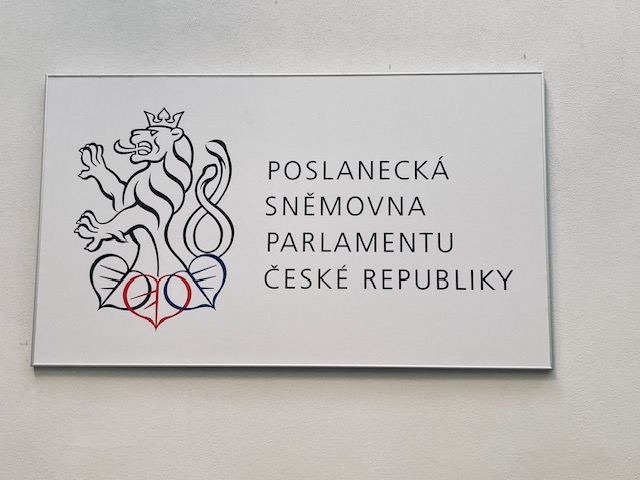 POSLANECKÁ
SNĚMOVNA
PARLAMENTU
ČESKÉ REPUBLIKY